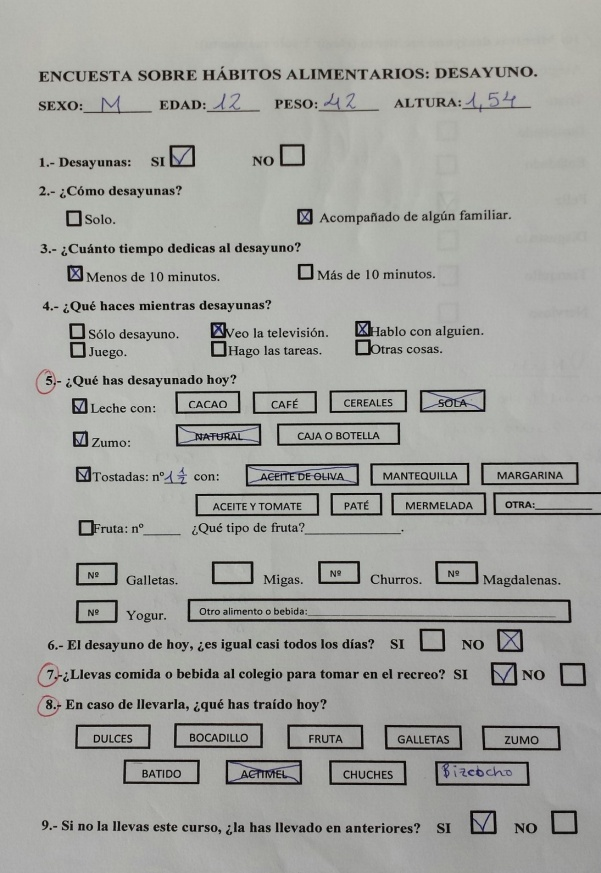 ENCUESTA SOBRE HÁBITOS ALIMENTARIOS: DESAYUNO.
SEXO: M EDAD: 12 PESO: 42 ALTURA: 1,54
1.- Desayunas: SI NO
2.- ¿Cómo desayunas?
Solo. Acompañado de algún familiar.
3.- ¿Cuánto tiempo dedicas al desayuno?
Menos de 10 minutos. Más de 10 minutos.
4.- ¿Qué haces mientras desayunas?
Sólo desayuno. Veo la televisión. Hablo con alguien.
Juego. Hago las tareas. Otras cosas.
5.- ¿Qué has desayunado hoy?
Leche con: CACAO CAFÉ CEREALES SOLA
Zumo: NATURAL CAJA O BOTELLA
Tostadas: nº 1 1/2 con: ACEITE DE OLIVA MANTEQUILLA MARGARINA
ACEITE Y TOMATE PATÉ MERMELADA OTRA:
Fruta: nº ¿Qué tipo de fruta? .
Nº Galletas. Migas. Nº Churros. Nº Magdalenas.
Nº Yogur. Otro alimento o bebida:
6.- El desayuno de hoy, ¿es igual casi todos los días? SI NO
7.-¿Llevas comida o bebida al colegio para tomar en el recreo? SI NO
8.- En caso de llevarla, ¿qué has traído hoy?
DULCES BOCADILLO FRUTA GALLETAS ZUMO
BATIDO ACTIMEL CHUCHES Bizcocho
9.- Si no la llevas este curso, ¿la has llevado en anteriores? SI NO